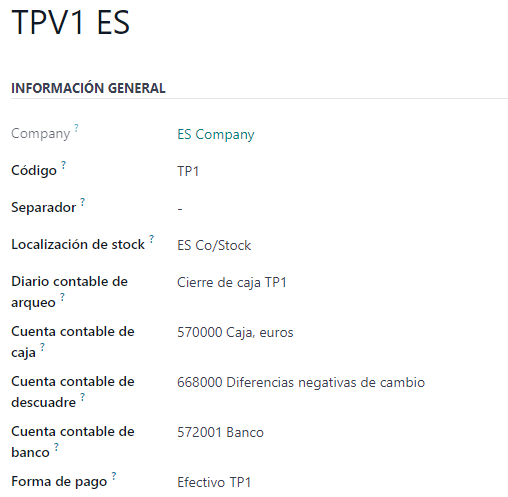 TPV1 ES
INFORMACIÓN GENERAL
Company ? ES Company
Código ? TP1
Separador ? -
Localización de stock ? ES Co/Stock
Diario contable de Cierre de caja TP1
arqueo ?
Cuenta contable de 570000 Caja, euros
caja ?
Cuenta contable de 668000 Diferencias negativas de cambio
descuadre ?
Cuenta contable de 572001 Banco
banco ?
Forma de pago ? Efectivo TP1